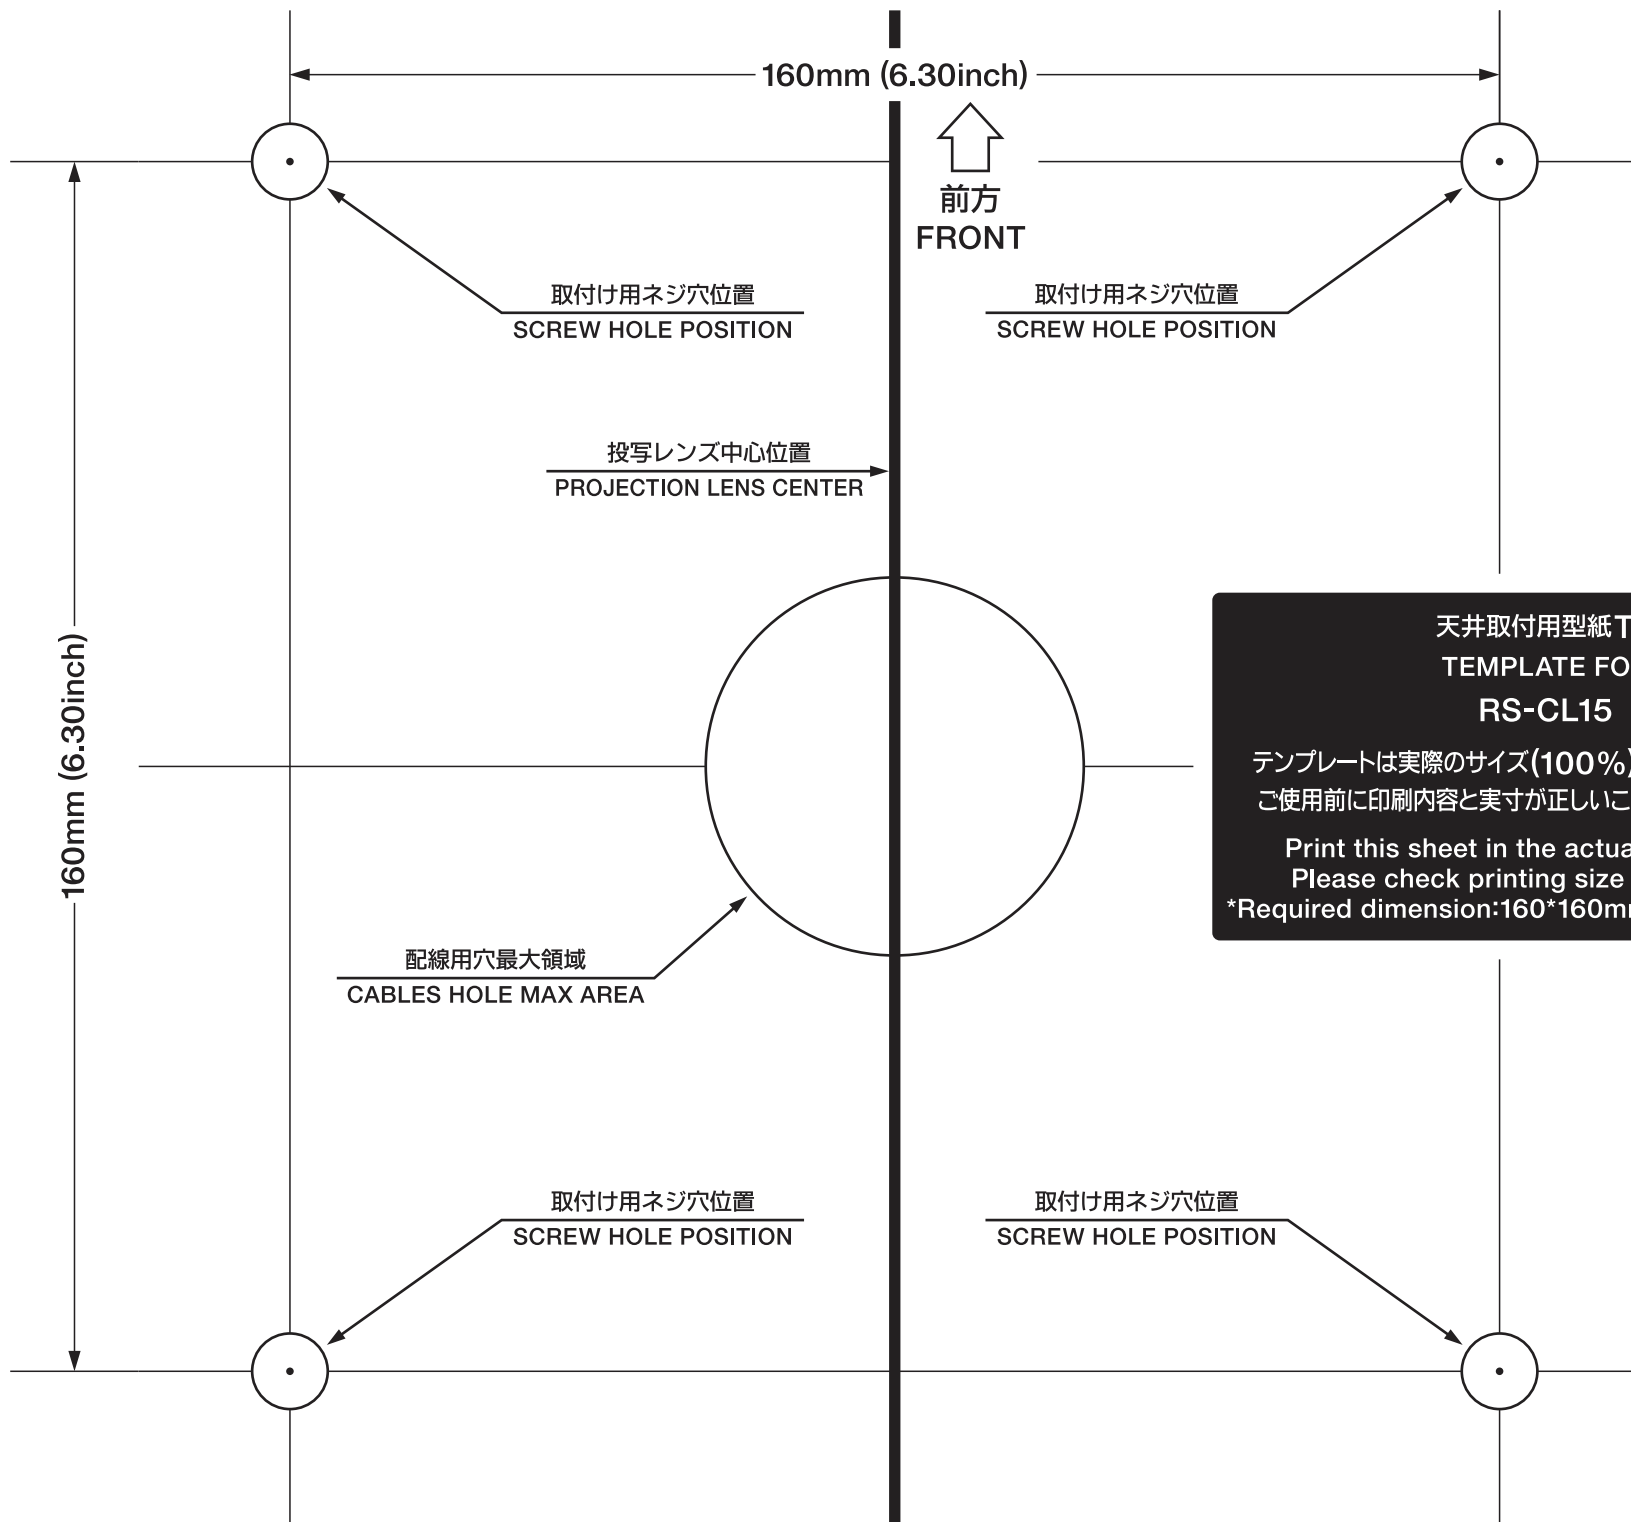 160mm (6.30inch)
前方
FRONT
取付け用ネジ穴位置
SCREW HOLE POSITION
取付け用ネジ穴位置
SCREW HOLE POSITION
投写レンズ中心位置
PROJECTION LENS CENTER
160mm (6.30inch)
天井取付用型紙T
TEMPLATE FO
RS-CL15
テンプレートは実際のサイズ(100%)
ご使用前に印刷内容と実寸が正しいこ
Print this sheet in the actua
Please check printing size
*Required dimension:160*160m
配線用穴最大領域
CABLES HOLE MAX AREA
取付け用ネジ穴位置
SCREW HOLE POSITION
取付け用ネジ穴位置
SCREW HOLE POSITION